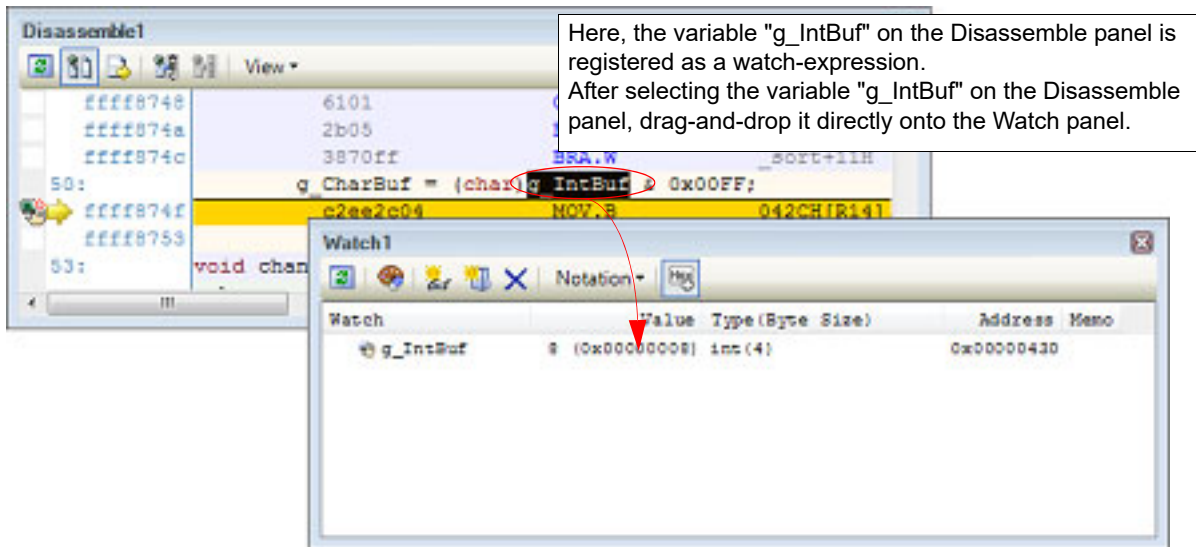 Disassemble1
Here, the variable "g_IntBuf" on the Disassemble panel is
registered as a watch-expression.
After selecting the variable "g_IntBuf" on the Disassemble
panel, drag-and-drop it directly onto the Watch panel.
View
ffff8748 6101
ffff874a 2b05
ffff874c 3870ff BRA.W _sort+11H
50: g_CharBuf = (char)g_IntBuf & 0x00FF;
ffff874f c2ee2c04 MOV.B 042CH[R14]
ffff8753
53: void chan
Watch1
Notation Hex
Watch Value Type(Byte Size) Address Memo
g_IntBuf 8 (0x00000008) int(4) 0x00000430